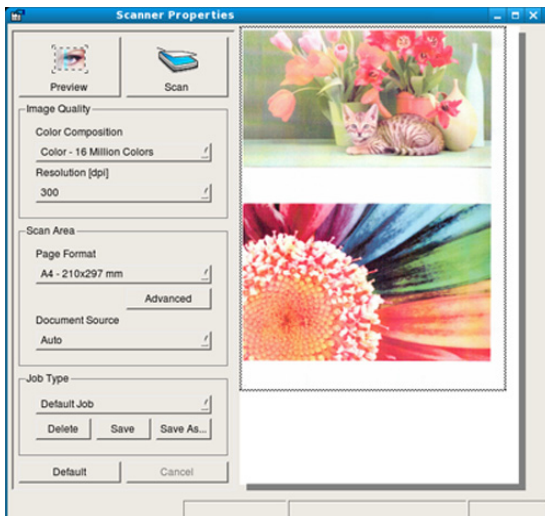 Scanner Properties
Preview
Scan
Image Quality
Color Composition
Color - 16 Million Colors
Resolution [dpi]
300
Scan Area
Page Format
A4 - 210x297 mm
Advanced
Document Source
Auto
Job Type
Default Job
Delete
Save
Save As...
Default
Cancel